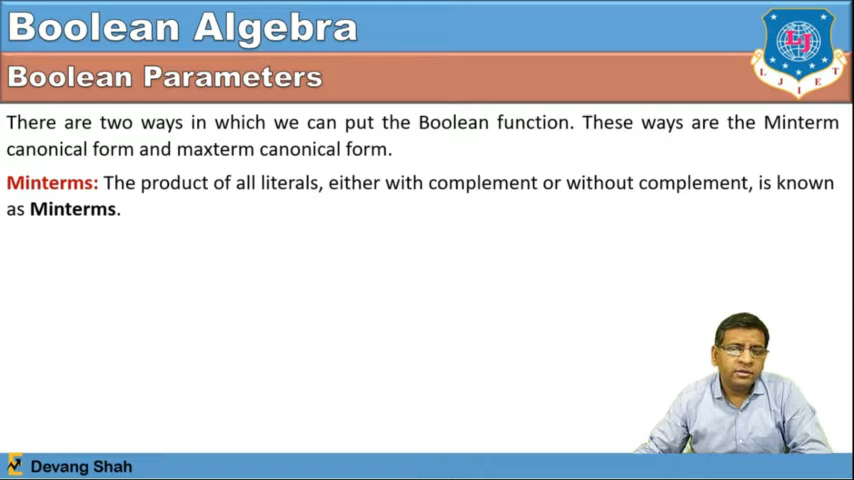 Boolean Algebra
Boolean Parameters
LJ
L J I E T
There are two ways in which we can put the Boolean function. These ways are the Minterm
canonical form and maxterm canonical form.
Minterms: The product of all literals, either with complement or without complement, is known
as Minterms.
Devang Shah